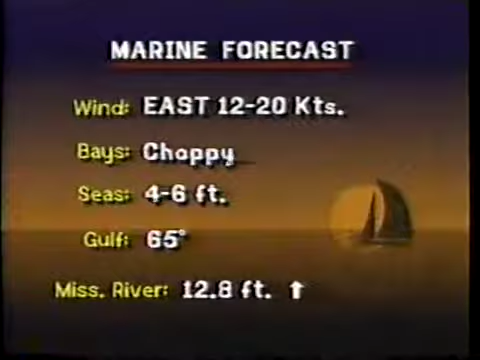 MARINE FORECAST
Wind: EAST 12-20 Kts.
Bays: Choppy
Seas: 4-6 ft.
Gulf: 65°
Miss. River: 12.8 ft. ⬆